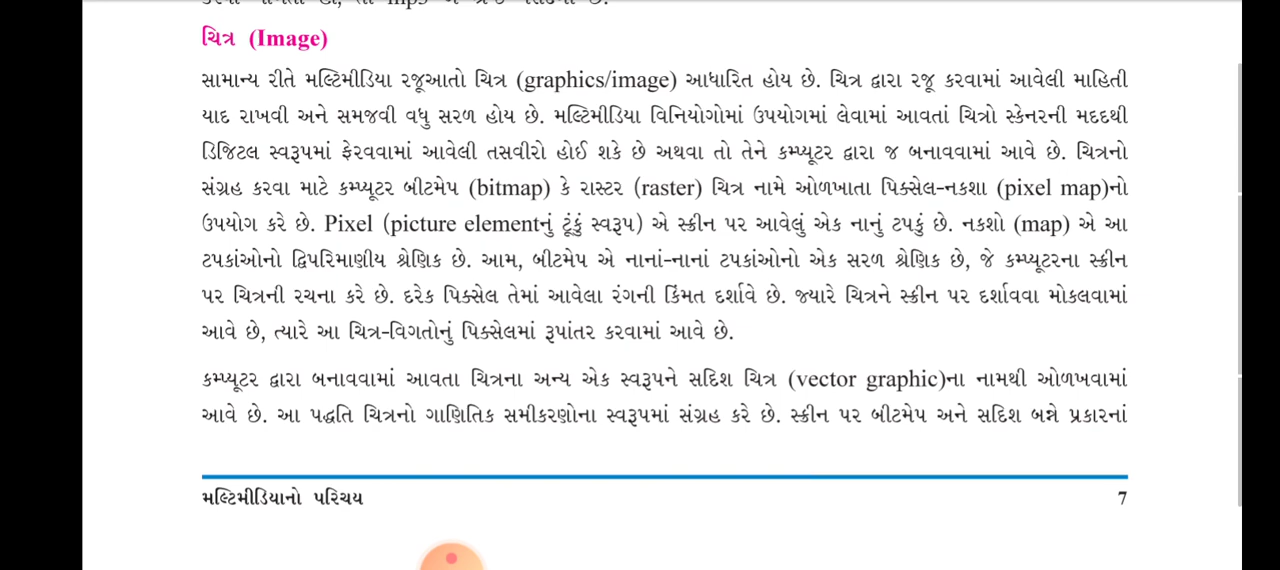 ચિત્ર (Image)
સામાન્ય રીતે મલ્ટિમીડિયા રજૂઆતો ચિત્ર (graphics/image) આધારિત હોય છે. ચિત્ર દ્વારા રજૂ કરવામાં આવેલી માહિતી
યાદ રાખવી અને સમજવી વધુ સરળ હોય છે. મલ્ટિમીડિયા વિનિયોગોમાં ઉપયોગમાં લેવામાં આવતાં ચિત્રો સ્કેનરની મદદથી
ડિજિટલ સ્વરૂપમાં ફેરવવામાં આવેલી તસવીરો હોઈ શકે છે અથવા તો તેને કમ્પ્યૂટર દ્વારા જ બનાવવામાં આવે છે. ચિત્રનો
સંગ્રહ કરવા માટે કમ્પ્યૂટર બીટમેપ (bitmap) કે રાસ્ટર (raster) ચિત્ર નામે ઓળખાતા પિક્સેલ-નકશા (pixel map)નો
ઉપયોગ કરે છે. Pixel (picture elementનું ટૂંકું સ્વરૂપ) એ સ્ક્રીન પર આવેલું એક નાનું ટપકું છે. નકશો (map) એ આ
ટપકાંઓનો દ્વિપરિમાણીય શ્રેણિક છે. આમ, બીટમેપ એ નાનાં-નાનાં ટપકાંઓનો એક સરળ શ્રેણિક છે, જે કમ્પ્યૂટરના સ્ક્રીન
પર ચિત્રની રચના કરે છે. દરેક પિક્સેલ તેમાં આવેલા રંગની કિંમત દર્શાવે છે. જ્યારે ચિત્રને સ્ક્રીન પર દર્શાવવા મોકલવામાં
આવે છે, ત્યારે આ ચિત્ર-વિગતોનું પિક્સેલમાં રૂપાંતર કરવામાં આવે છે.
કમ્પ્યૂટર દ્વારા બનાવવામાં આવતા ચિત્રના અન્ય એક સ્વરૂપને સદિશ ચિત્ર (vector graphic)ના નામથી ઓળખવામાં
આવે છે. આ પદ્ધતિ ચિત્રનો ગાણિતિક સમીકરણોના સ્વરૂપમાં સંગ્રહ કરે છે. સ્ક્રીન પર બીટમેપ અને સદિશ બન્ને પ્રકારનાં
મલ્ટિમીડિયાનો પરિચય 7